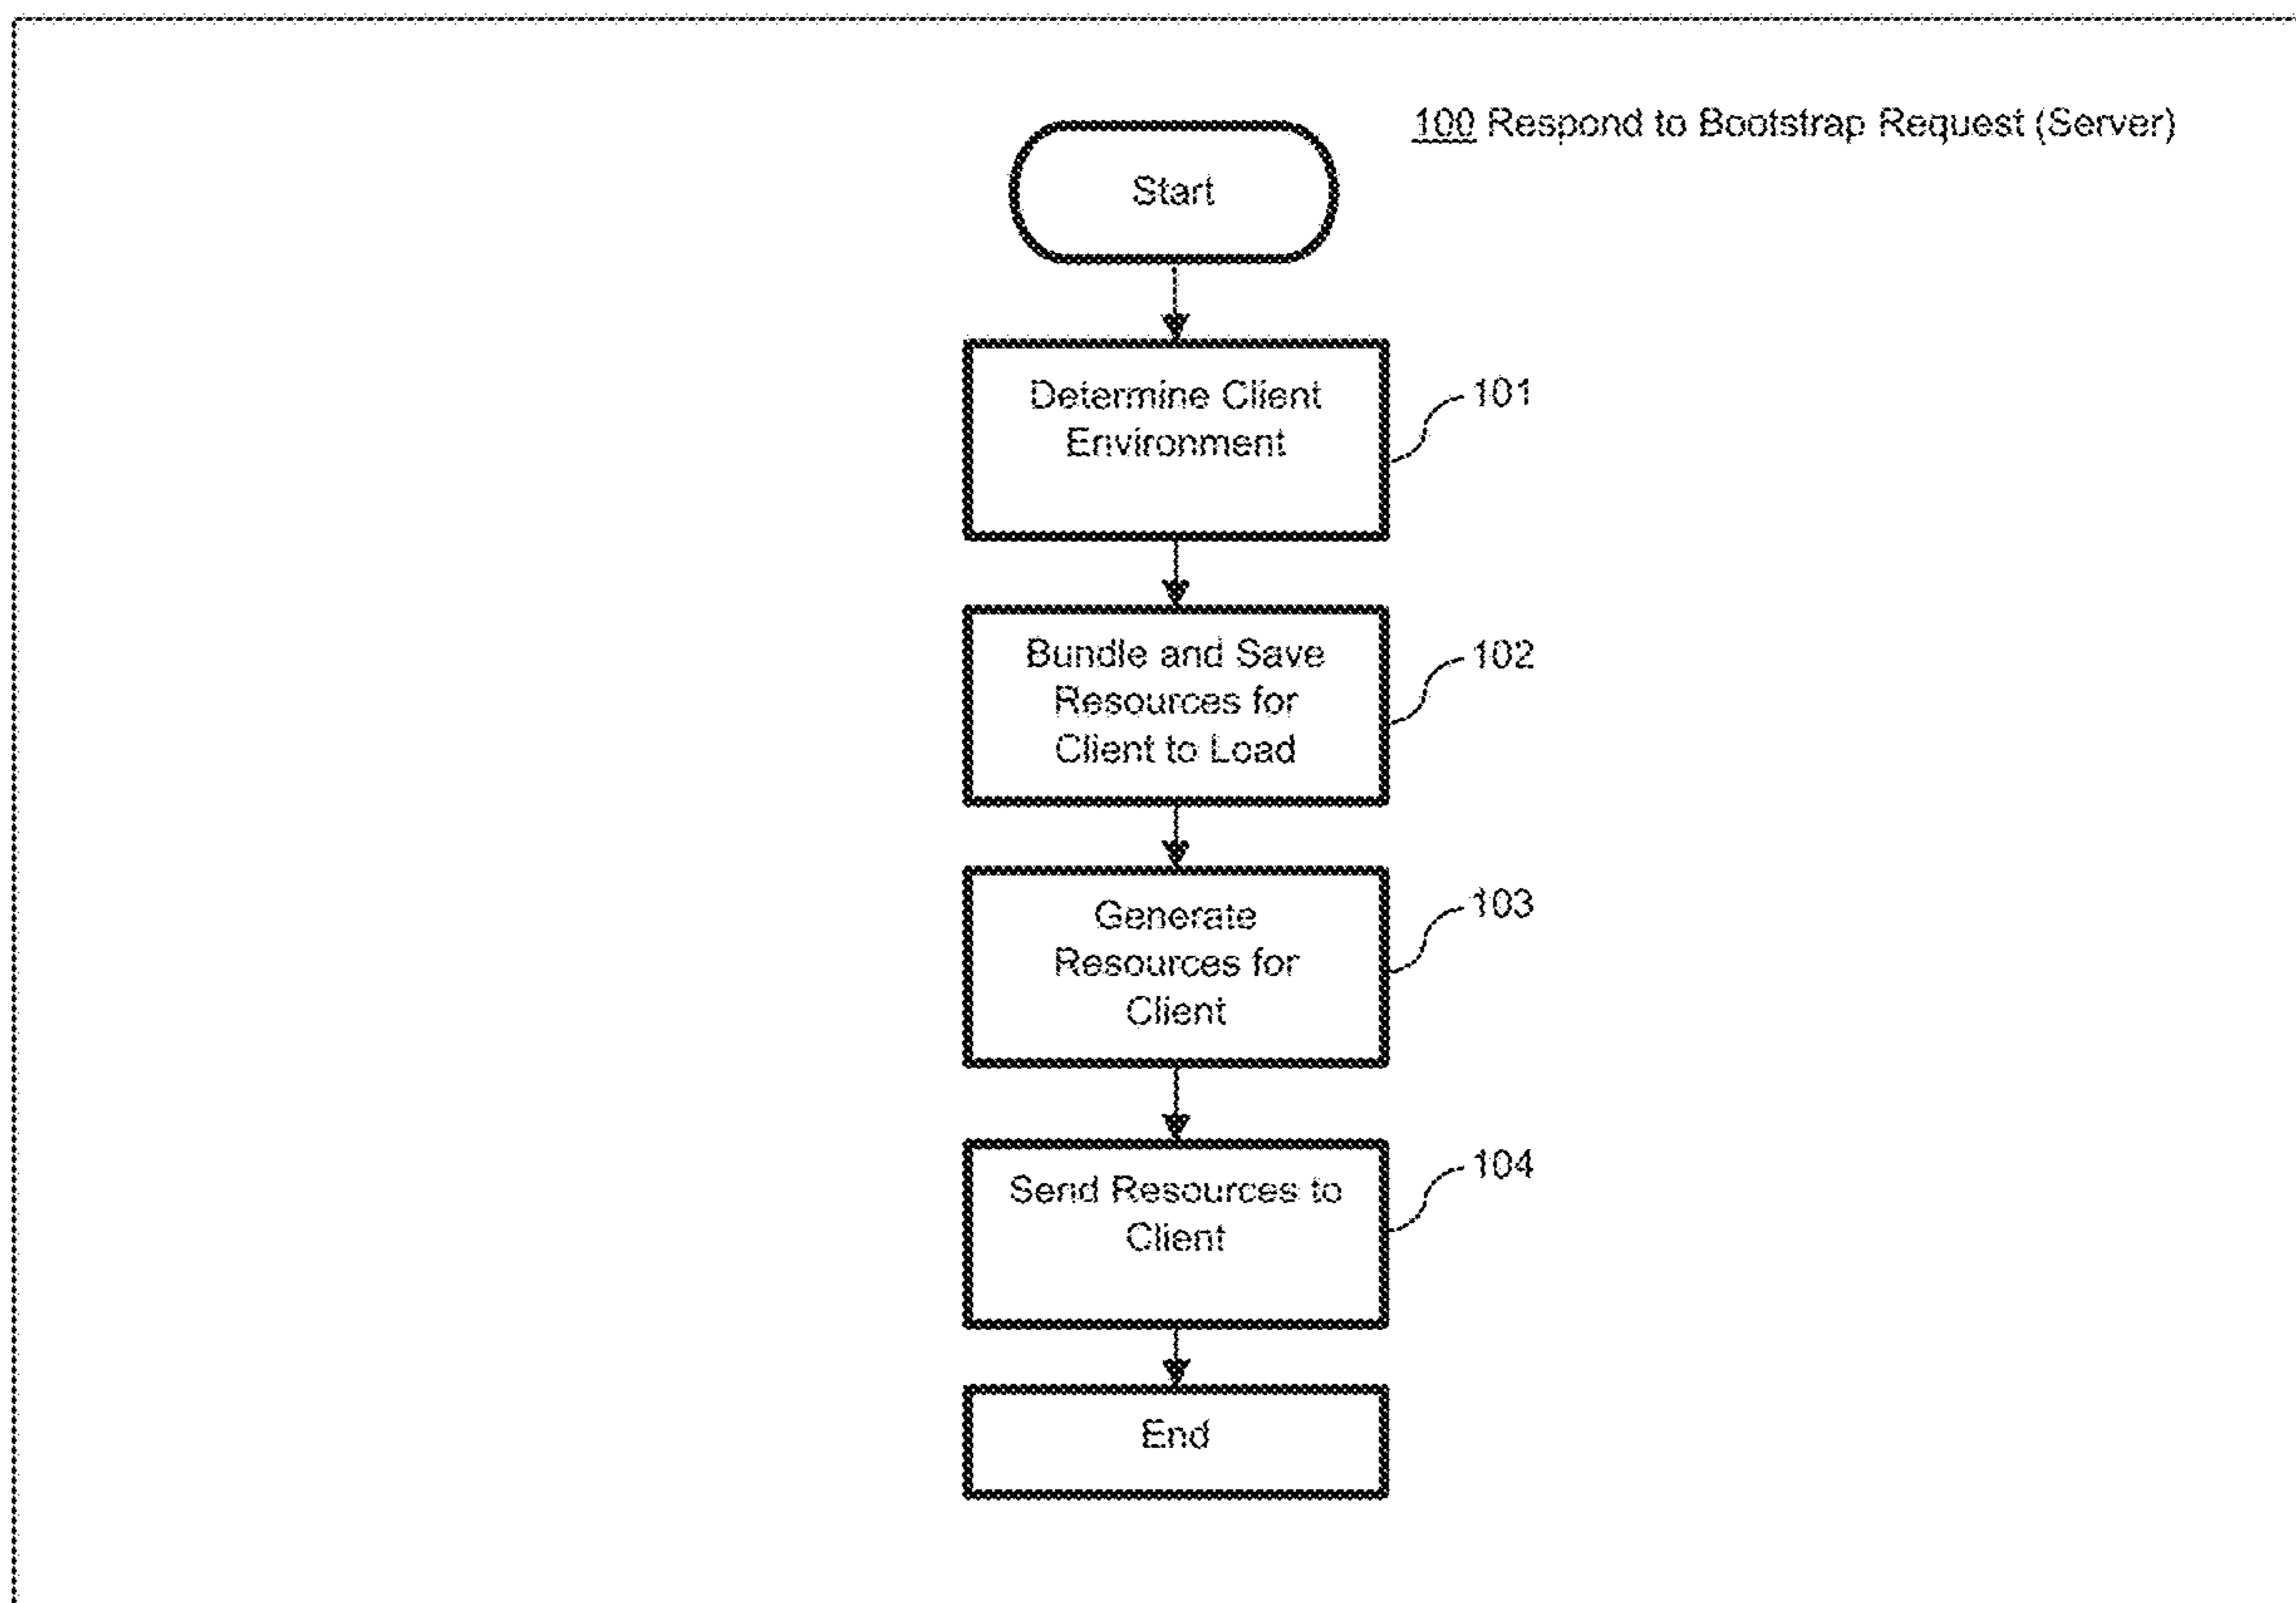 100 Respond to Bootstrap Request (Server)
Start
Determine Client
Environment
101
Bundle and Save
Resources for
Client to Load
102
Generate
Resources for
Client
103
Send Resources to
Client
104
End